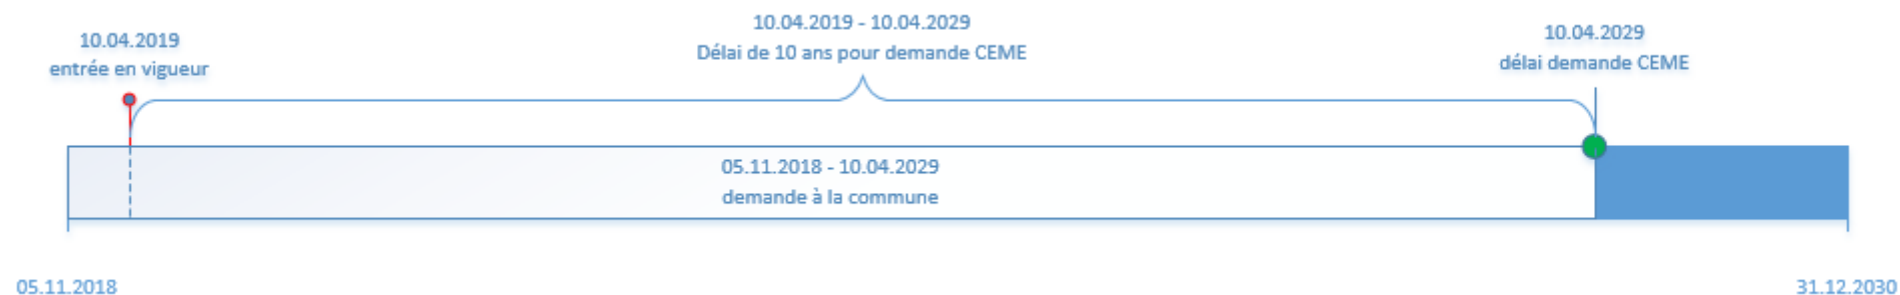 10.04.2019
entrée en vigueur
10.04.2019 - 10.04.2029
Délai de 10 ans pour demande CEME
10.04.2029
délai demande CEME
05.11.2018 - 10.04.2029
demande à la commune
05.11.2018
31.12.2030